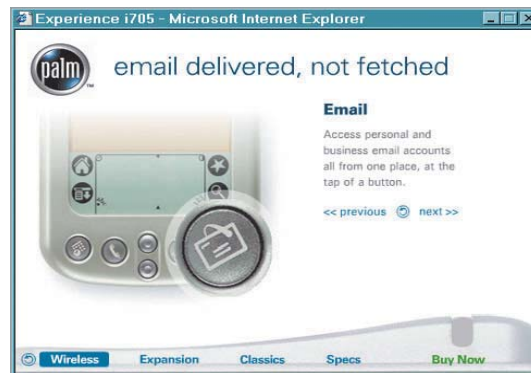 Experience i705 - Microsoft Internet Explorer
palm
TM
email delivered, not fetched
Email
Access personal and
business email accounts
all from one place, at the
tap of a button.
<< previous next >>
Wireless Expansion Classics Specs Buy Now